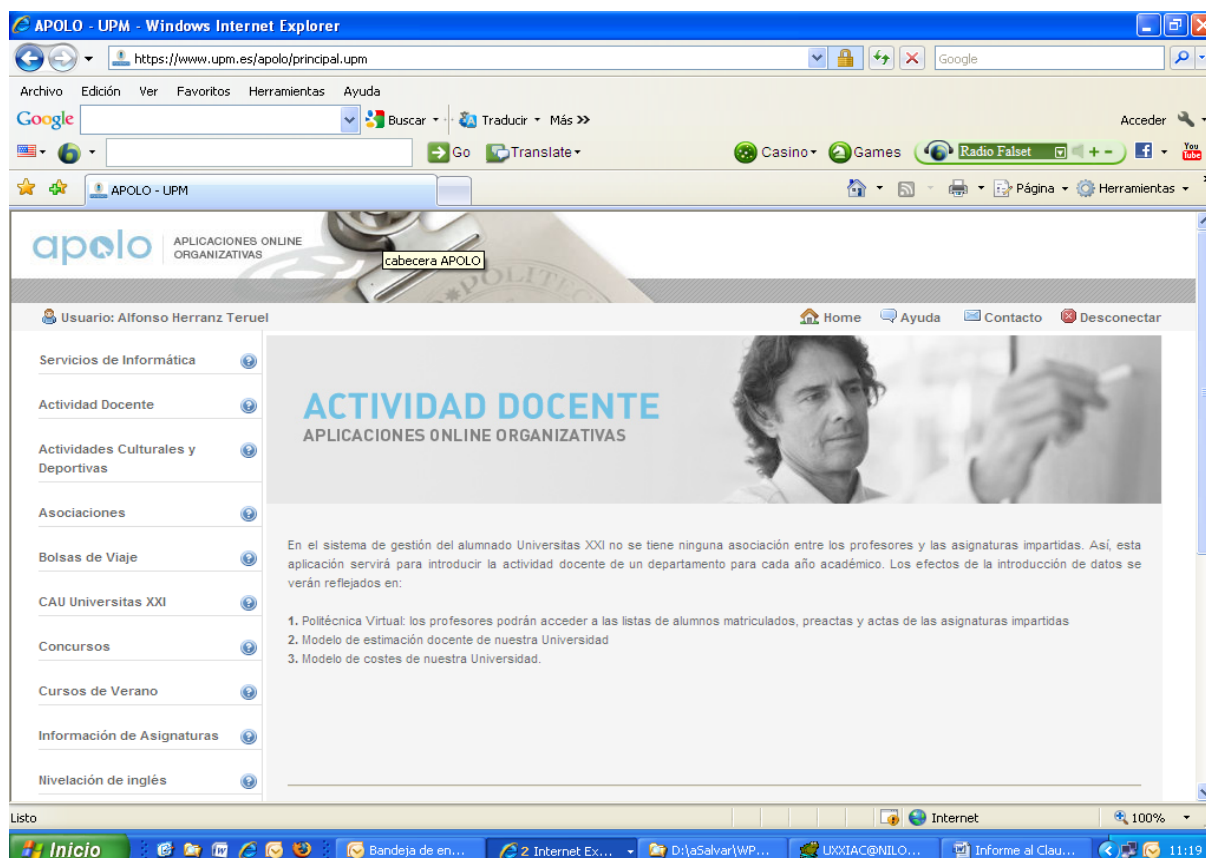 APOLO - UPM - Windows Internet Explorer
https://www.upm.es/apolo/principal.upm
Google
Archivo Edición Ver Favoritos Herramientas Ayuda
Google Buscar Traducir Más >> Acceder
Go Translate Casino Games Radio Falset + - You Tube
APOLO - UPM Página Herramientas
apolo APLICACIONES ONLINE
ORGANIZATIVAS
cabecera APOLO
POLITEC
Usuario: Alfonso Herranz Teruel Home Ayuda Contacto Desconectar
Servicios de Informática
Actividad Docente
Actividades Culturales y
Deportivas
Asociaciones
Bolsas de Viaje
CAU Universitas XXI
Concursos
Cursos de Verano
Información de Asignaturas
Nivelación de inglés
ACTIVIDAD DOCENTE
APLICACIONES ONLINE ORGANIZATIVAS
En el sistema de gestión del alumnado Universitas XXI no se tiene ninguna asociación entre los profesores y las asignaturas impartidas. Así, esta
aplicación servirá para introducir la actividad docente de un departamento para cada año académico. Los efectos de la introducción de datos se
verán reflejados en:
1. Politécnica Virtual: los profesores podrán acceder a las listas de alumnos matriculados, preactas y actas de las asignaturas impartidas
2. Modelo de estimación docente de nuestra Universidad
3. Modelo de costes de nuestra Universidad.
Listo Internet 100%
Inicio Bandeja de en... 2 Internet Ex... D:\aSalvar\WP... UXXIAC@NILO... Informe al Clau... 11:19